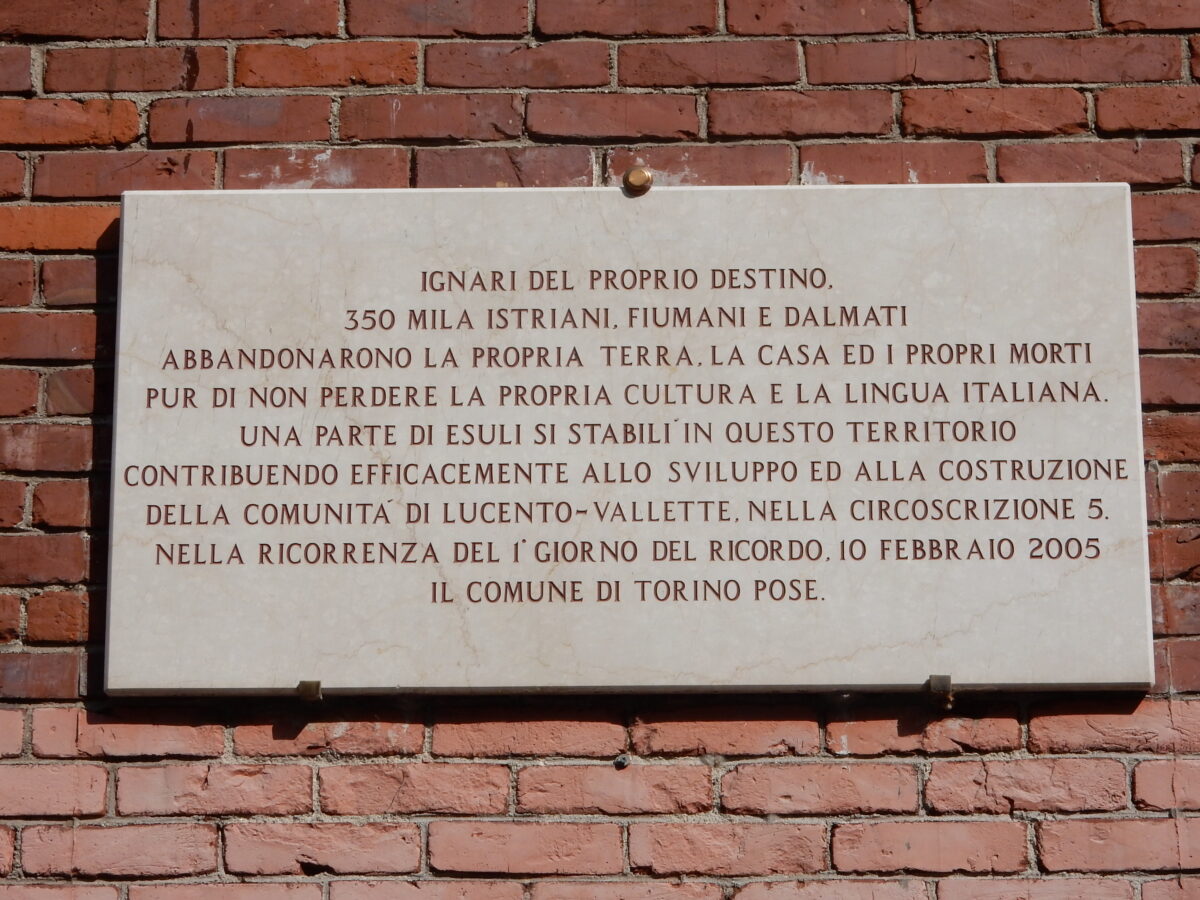 IGNARI DEL PROPRIO DESTINO,
350 MILA ISTRIANI, FIUMANI E DALMATI
ABBANDONARONO LA PROPRIA TERRA, LA CASA ED I PROPRI MORTI
PUR DI NON PERDERE LA PROPRIA CULTURA E LA LINGUA ITALIANA.
UNA PARTE DI ESULI SI STABILI´ IN QUESTO TERRITORIO
CONTRIBUENDO EFFICACEMENTE ALLO SVILUPPO ED ALLA COSTRUZIONE
DELLA COMUNITA´ DI LUCENTO-VALLETTE, NELLA CIRCOSCRIZIONE 5.
NELLA RICORRENZA DEL 1° GIORNO DEL RICORDO, 10 FEBBRAIO 2005
IL COMUNE DI TORINO POSE.